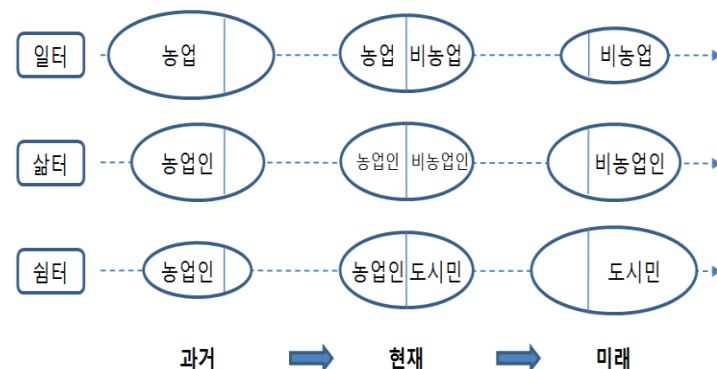 일터 농업 농업 비농업 비농업
삶터 농업인 농업인 비농업인 비농업인
쉼터 농업인 농업인 도시민 도시민
과거 현재 미래